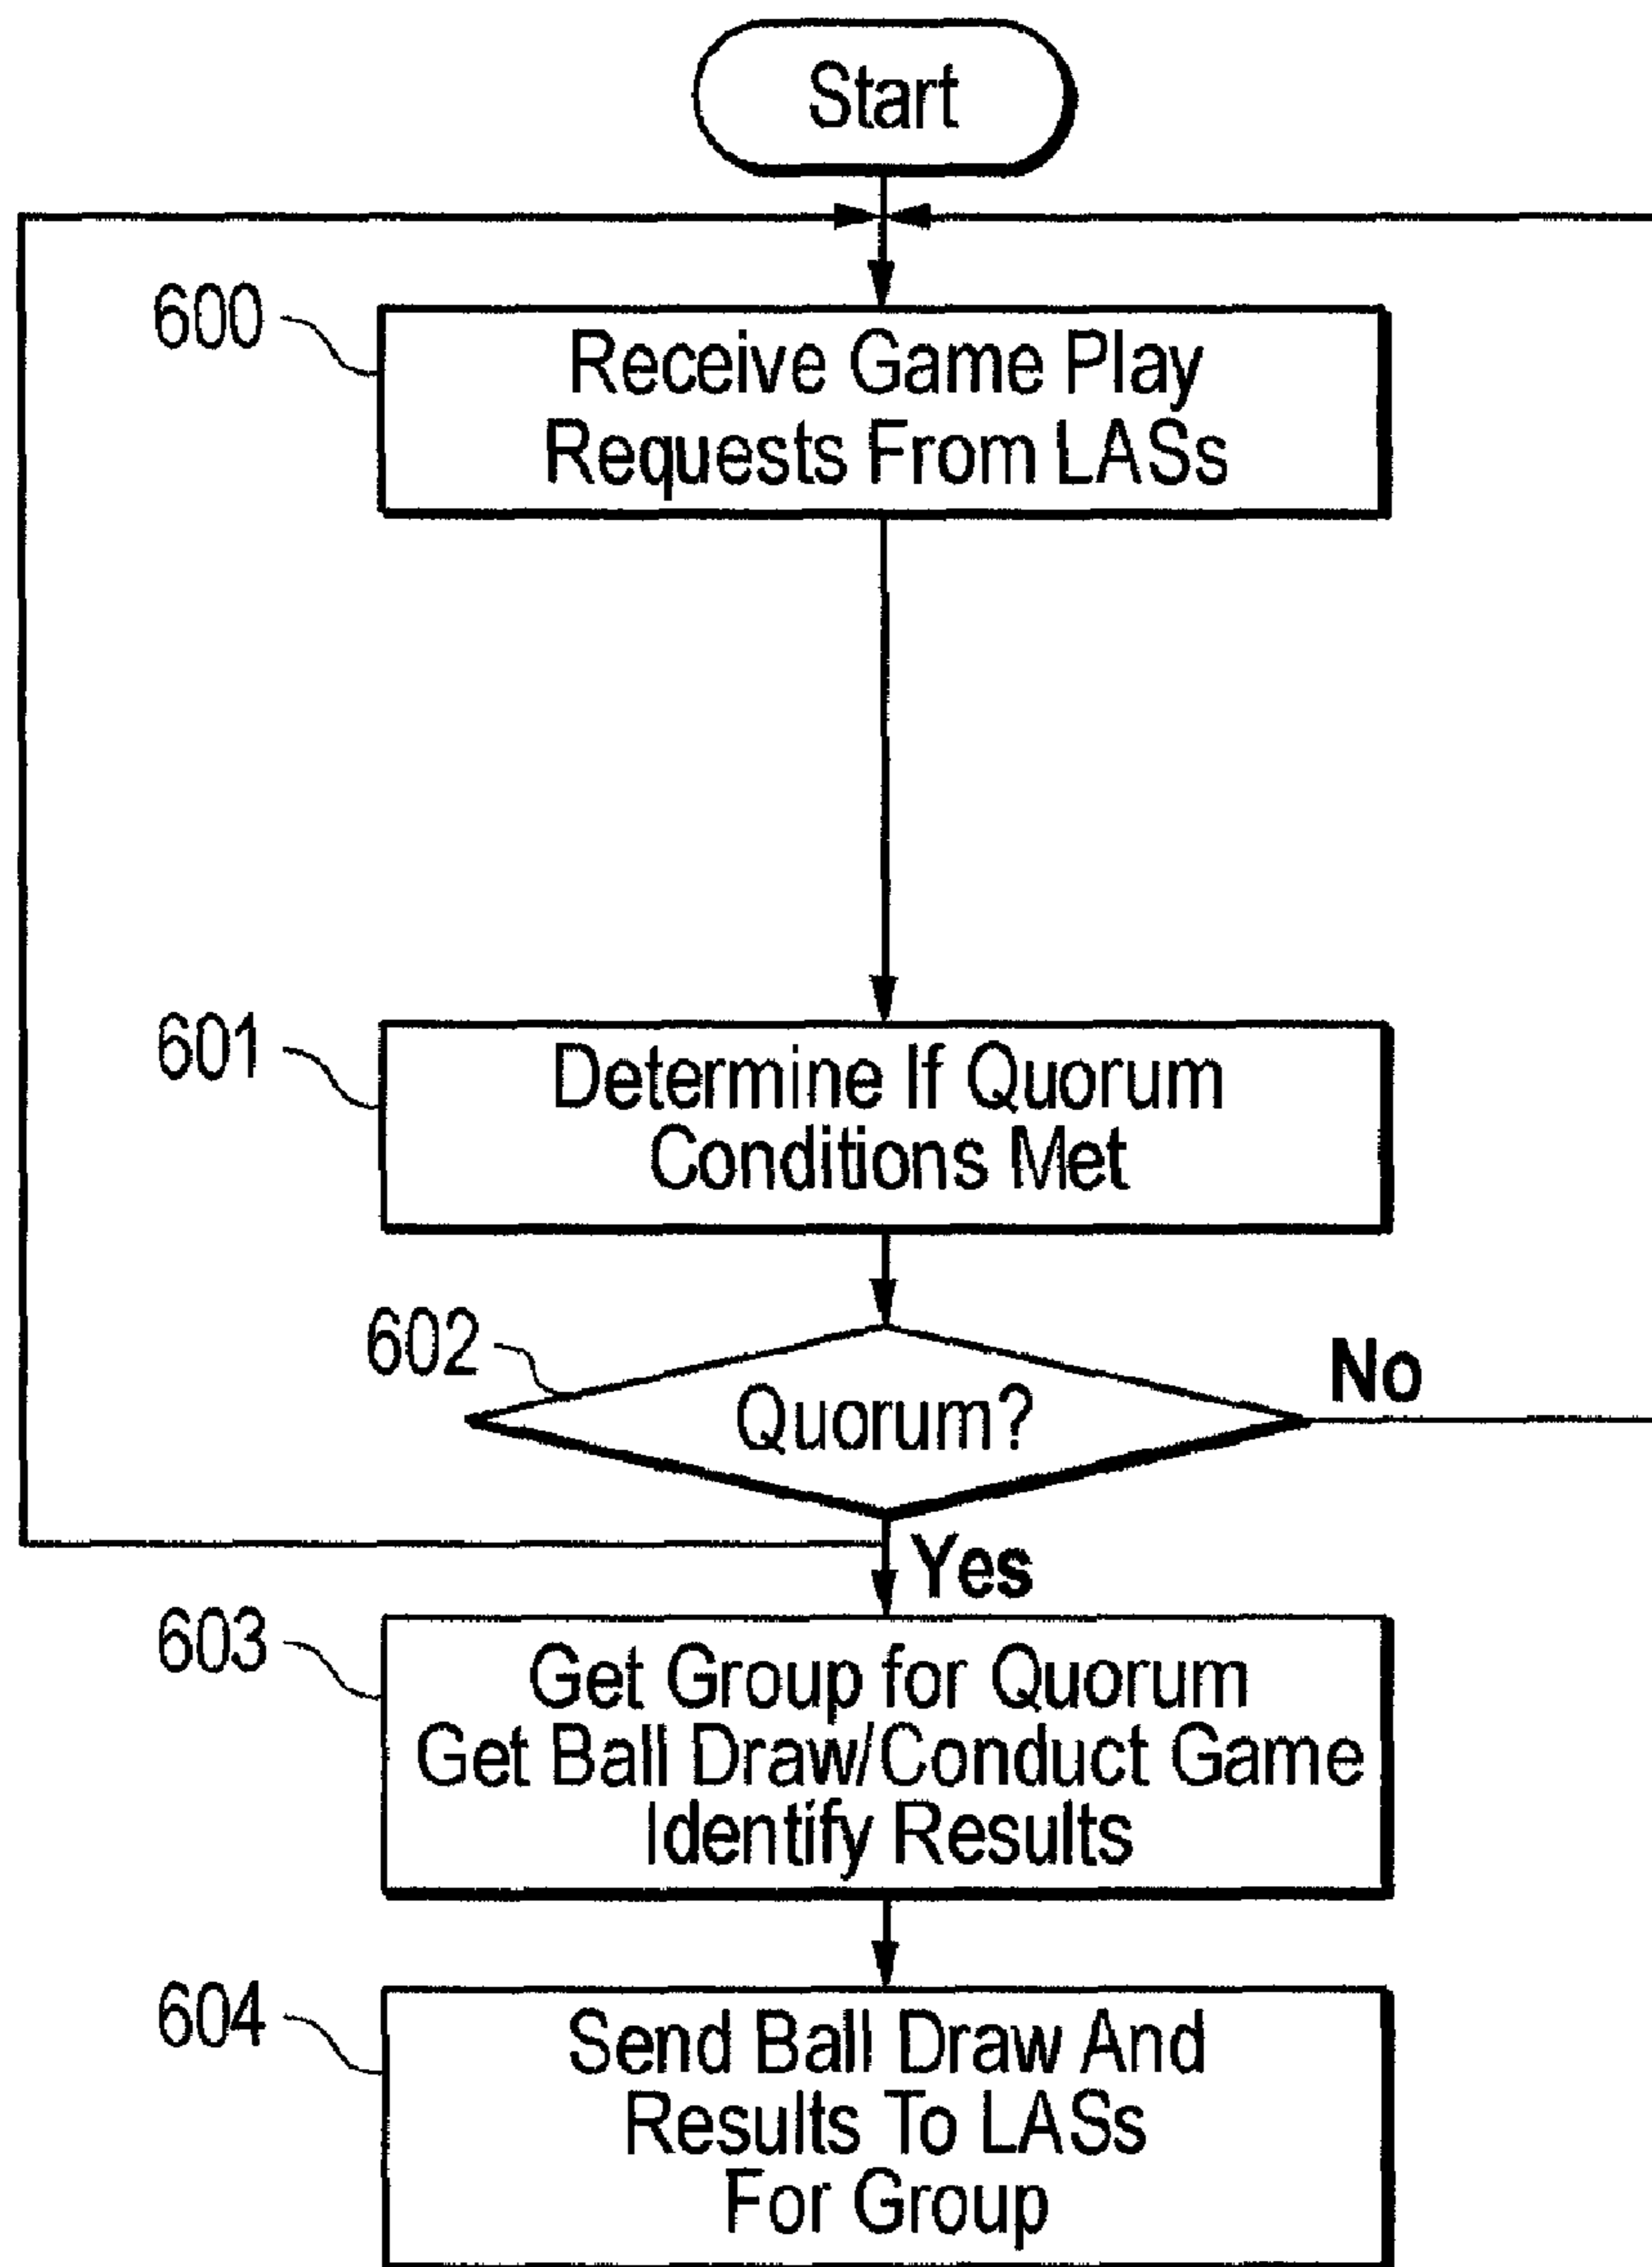 Start
600
Receive Game Play
Requests From LASs
601
Determine If Quorum
Conditions Met
602
Quorum?
No
Yes
603
Get Group for Quorum
Get Ball Draw/Conduct Game
Identify Results
604
Send Ball Draw And
Results To LASs
For Group